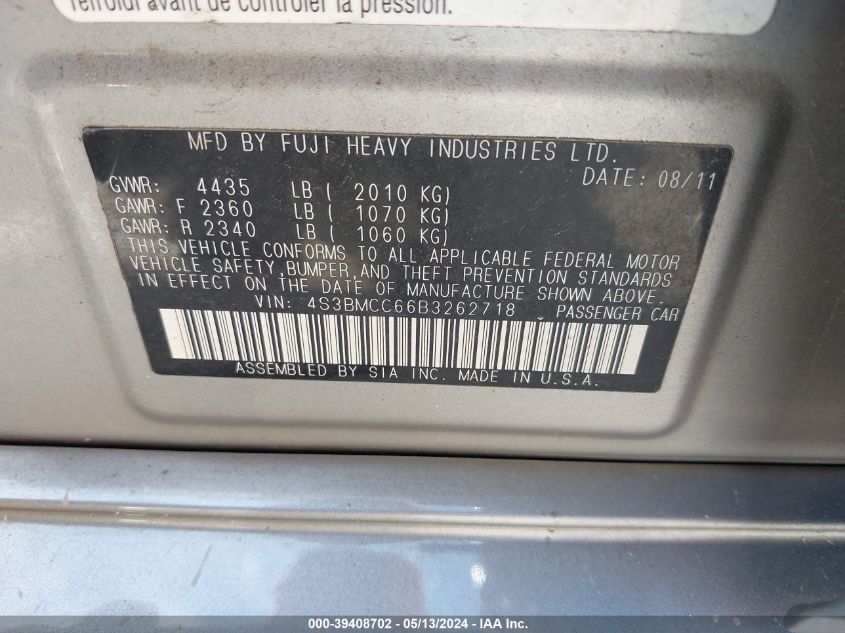 refroidi avant de contrôler la pression.
MFD BY FUJI HEAVY INDUSTRIES LTD.
DATE: 08/11
GVWR: 4435 LB ( 2010 KG)
GAWR: F 2360 LB ( 1070 KG)
GAWR: R 2340 LB ( 1060 KG)
THIS VEHICLE CONFORMS TO ALL APPLICABLE FEDERAL MOTOR
VEHICLE SAFETY, BUMPER, AND THEFT PREVENTION STANDARDS
IN EFFECT ON THE DATE OF MANUFACTURE SHOWN ABOVE.
VIN: 4S3BMCC66B3262718 PASSENGER CAR
ASSEMBLED BY SIA INC. MADE IN U.S.A.
000-39408702 - 05/13/2024 - IAA Inc.